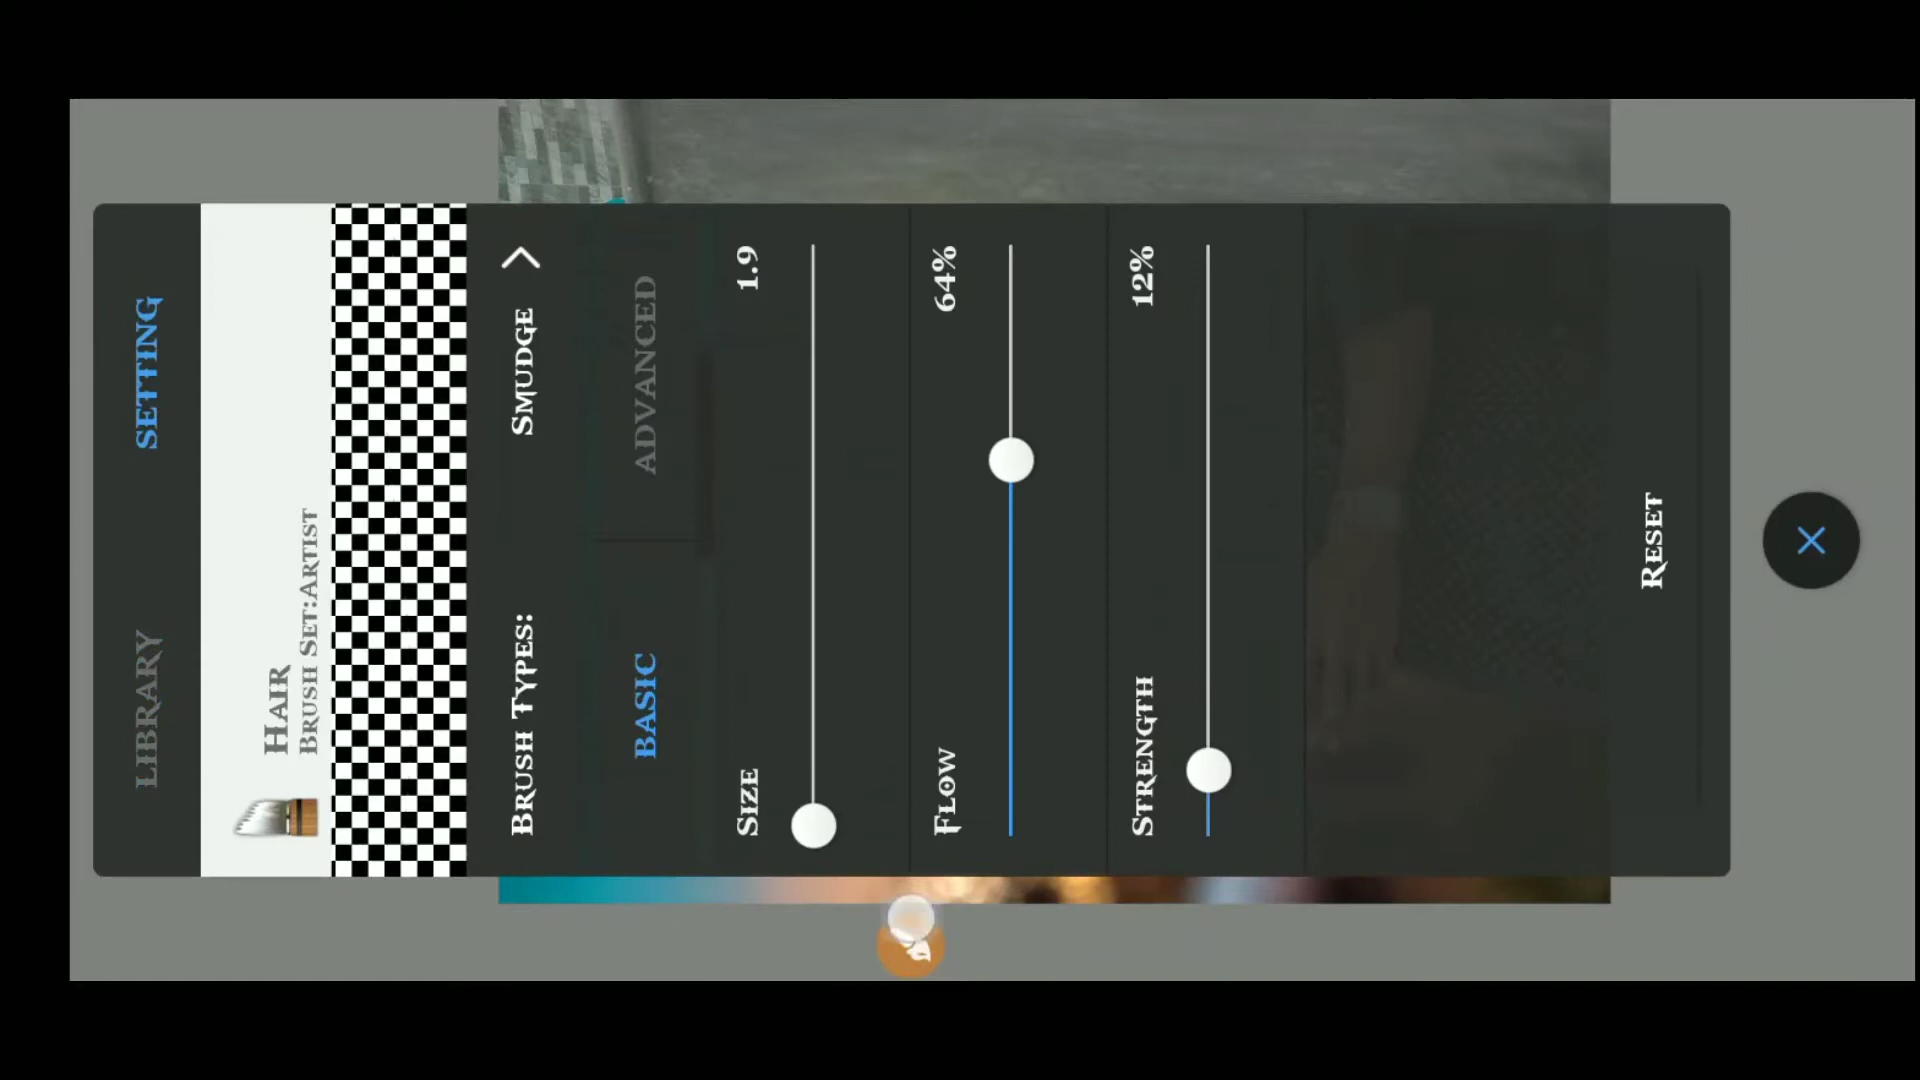 LIBRARY SETTING
HAIR
BRUSH SET:ARTIST
BRUSH TYPES: SMUDGE
BASIC ADVANCED
SIZE 1.9
FLOW 64%
STRENGTH 12%
RESET